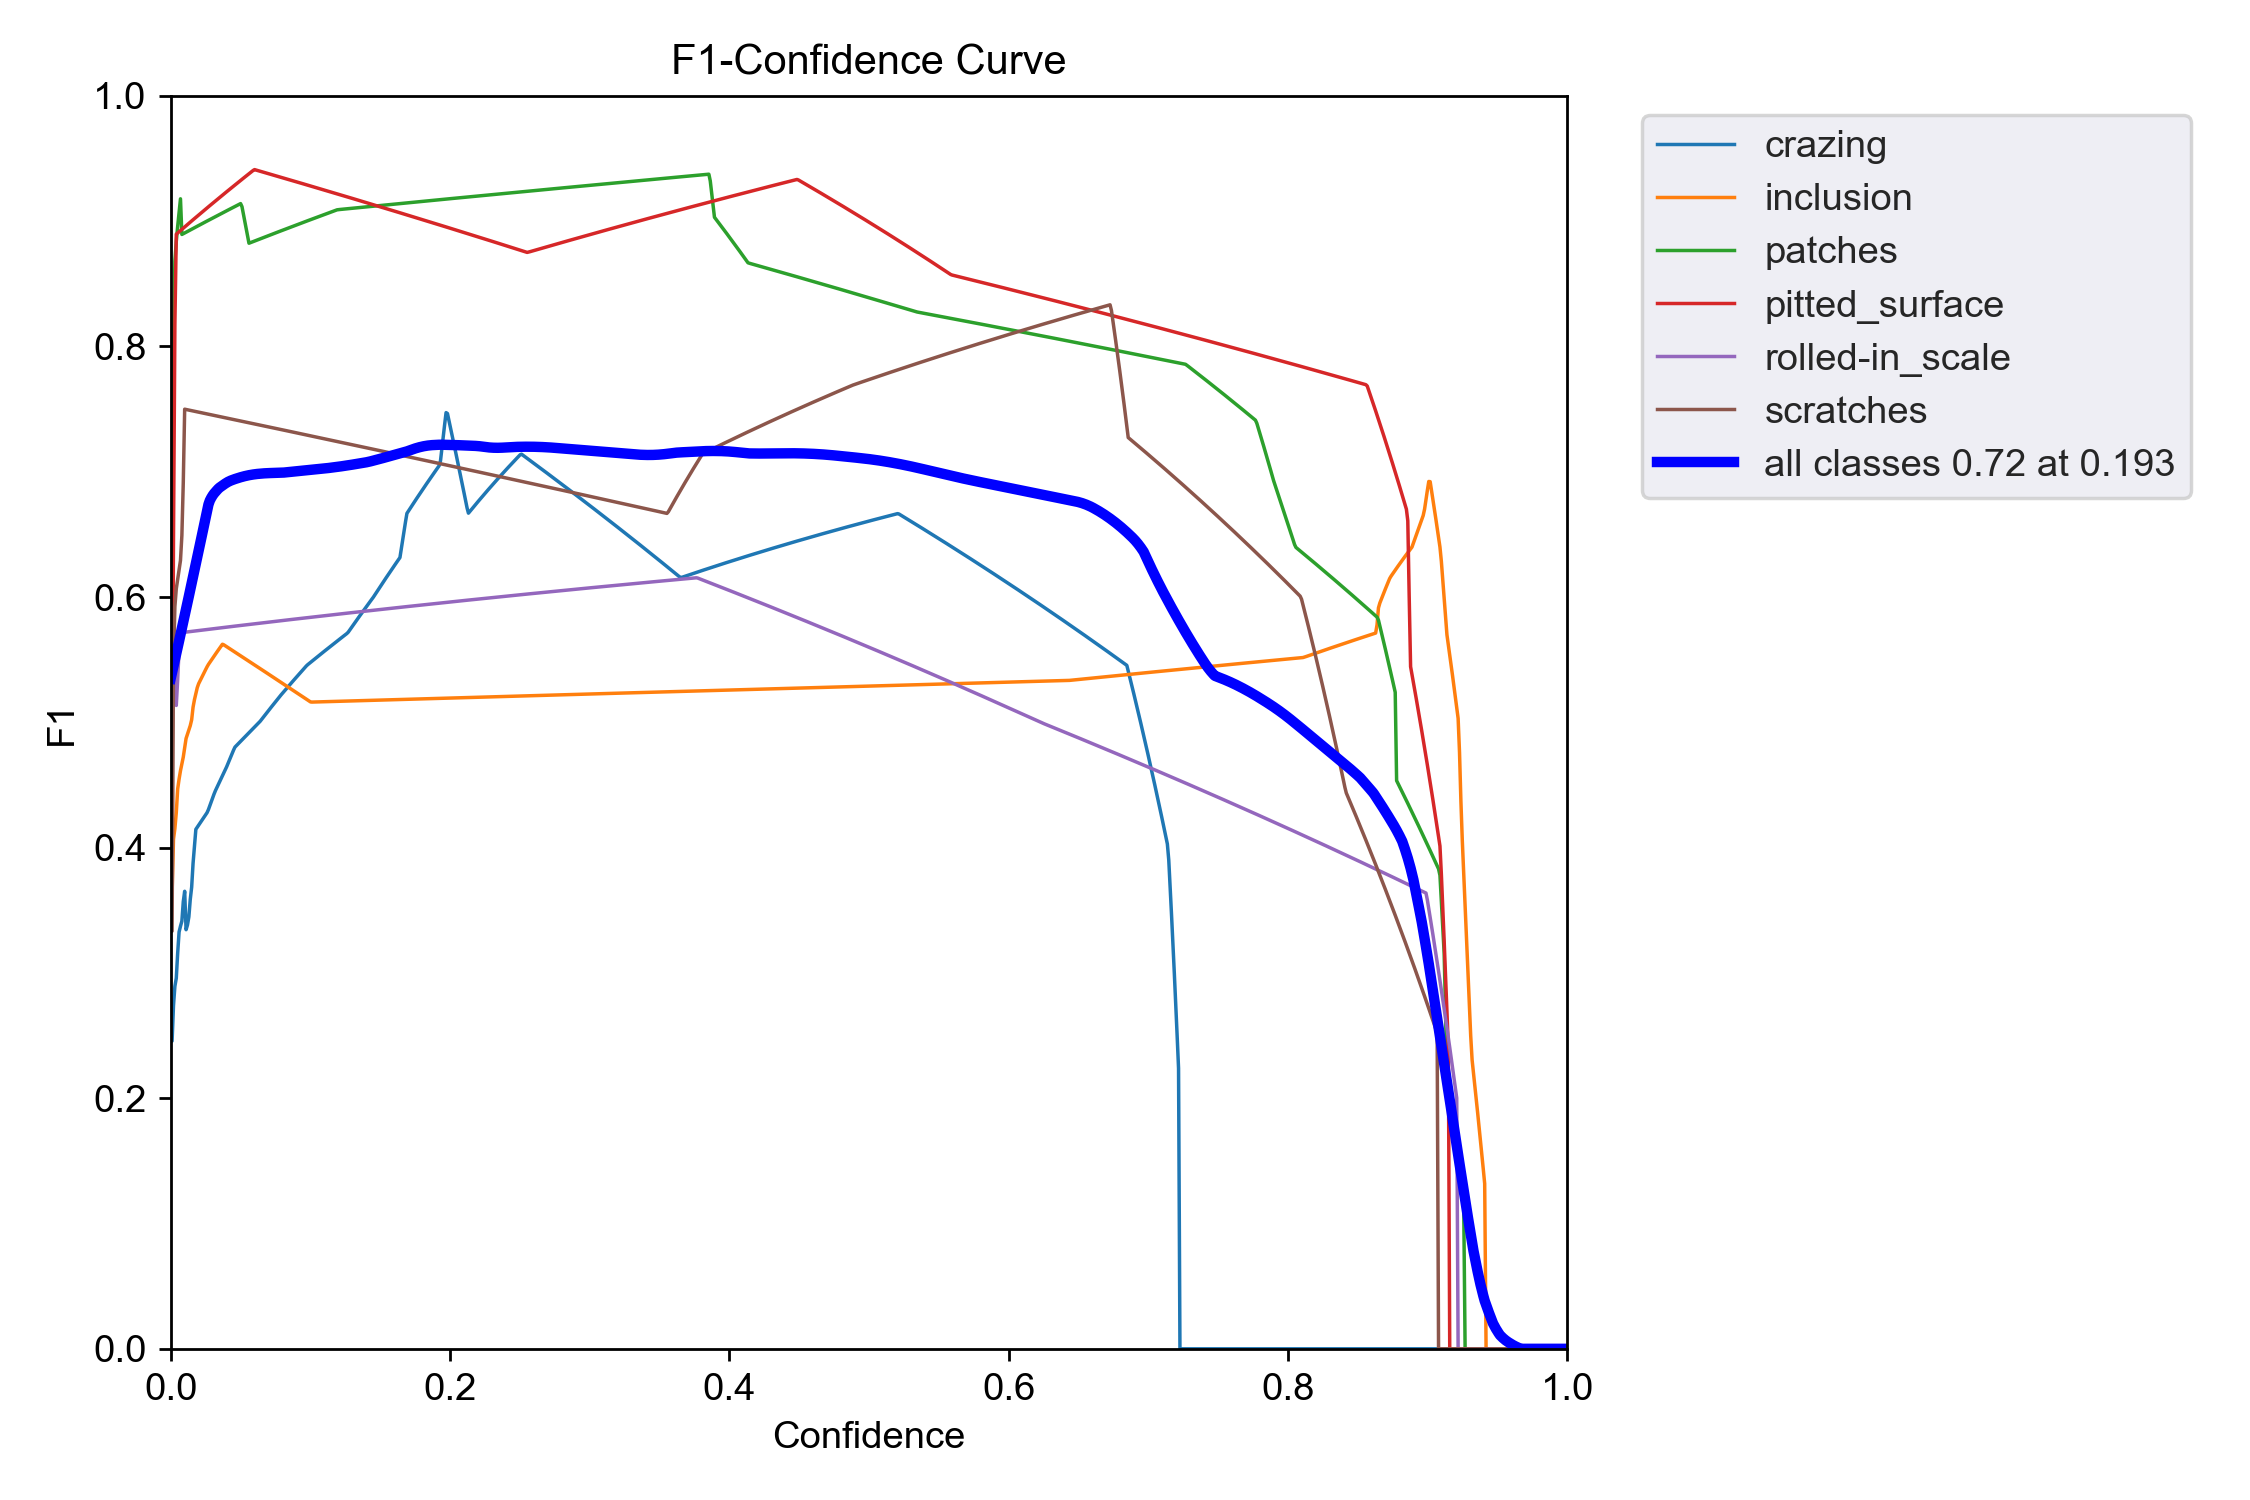 F1-Confidence Curve
1.0
0.8
0.6
0.4
0.2
0.0
F1
0.0 0.2 0.4 0.6 0.8 1.0
Confidence
crazing
inclusion
patches
pitted_surface
rolled-in_scale
scratches
all classes 0.72 at 0.193